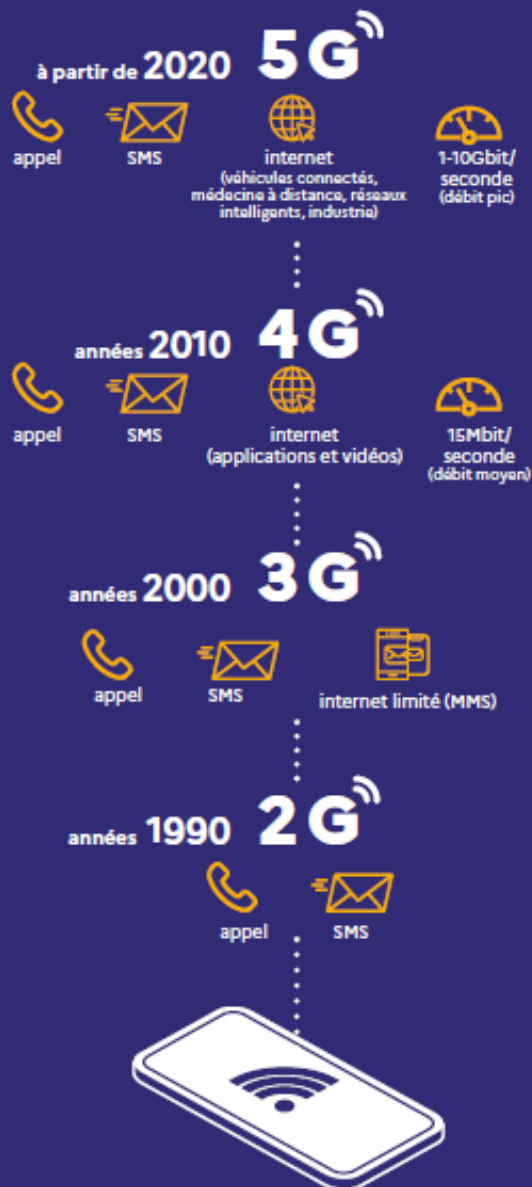 à partir de 2020 5G
appel
SMS
internet
(véhicules connectés,
médecine à distance, réseaux
intelligents, industrie)
1-10Gbit/
seconde
(débit pic)
années 2010 4G
appel
SMS
internet
(applications et vidéos)
15Mbit/
seconde
(débit moyen)
années 2000 3G
appel
SMS
internet limité (MMS)
années 1990 2G
appel
SMS